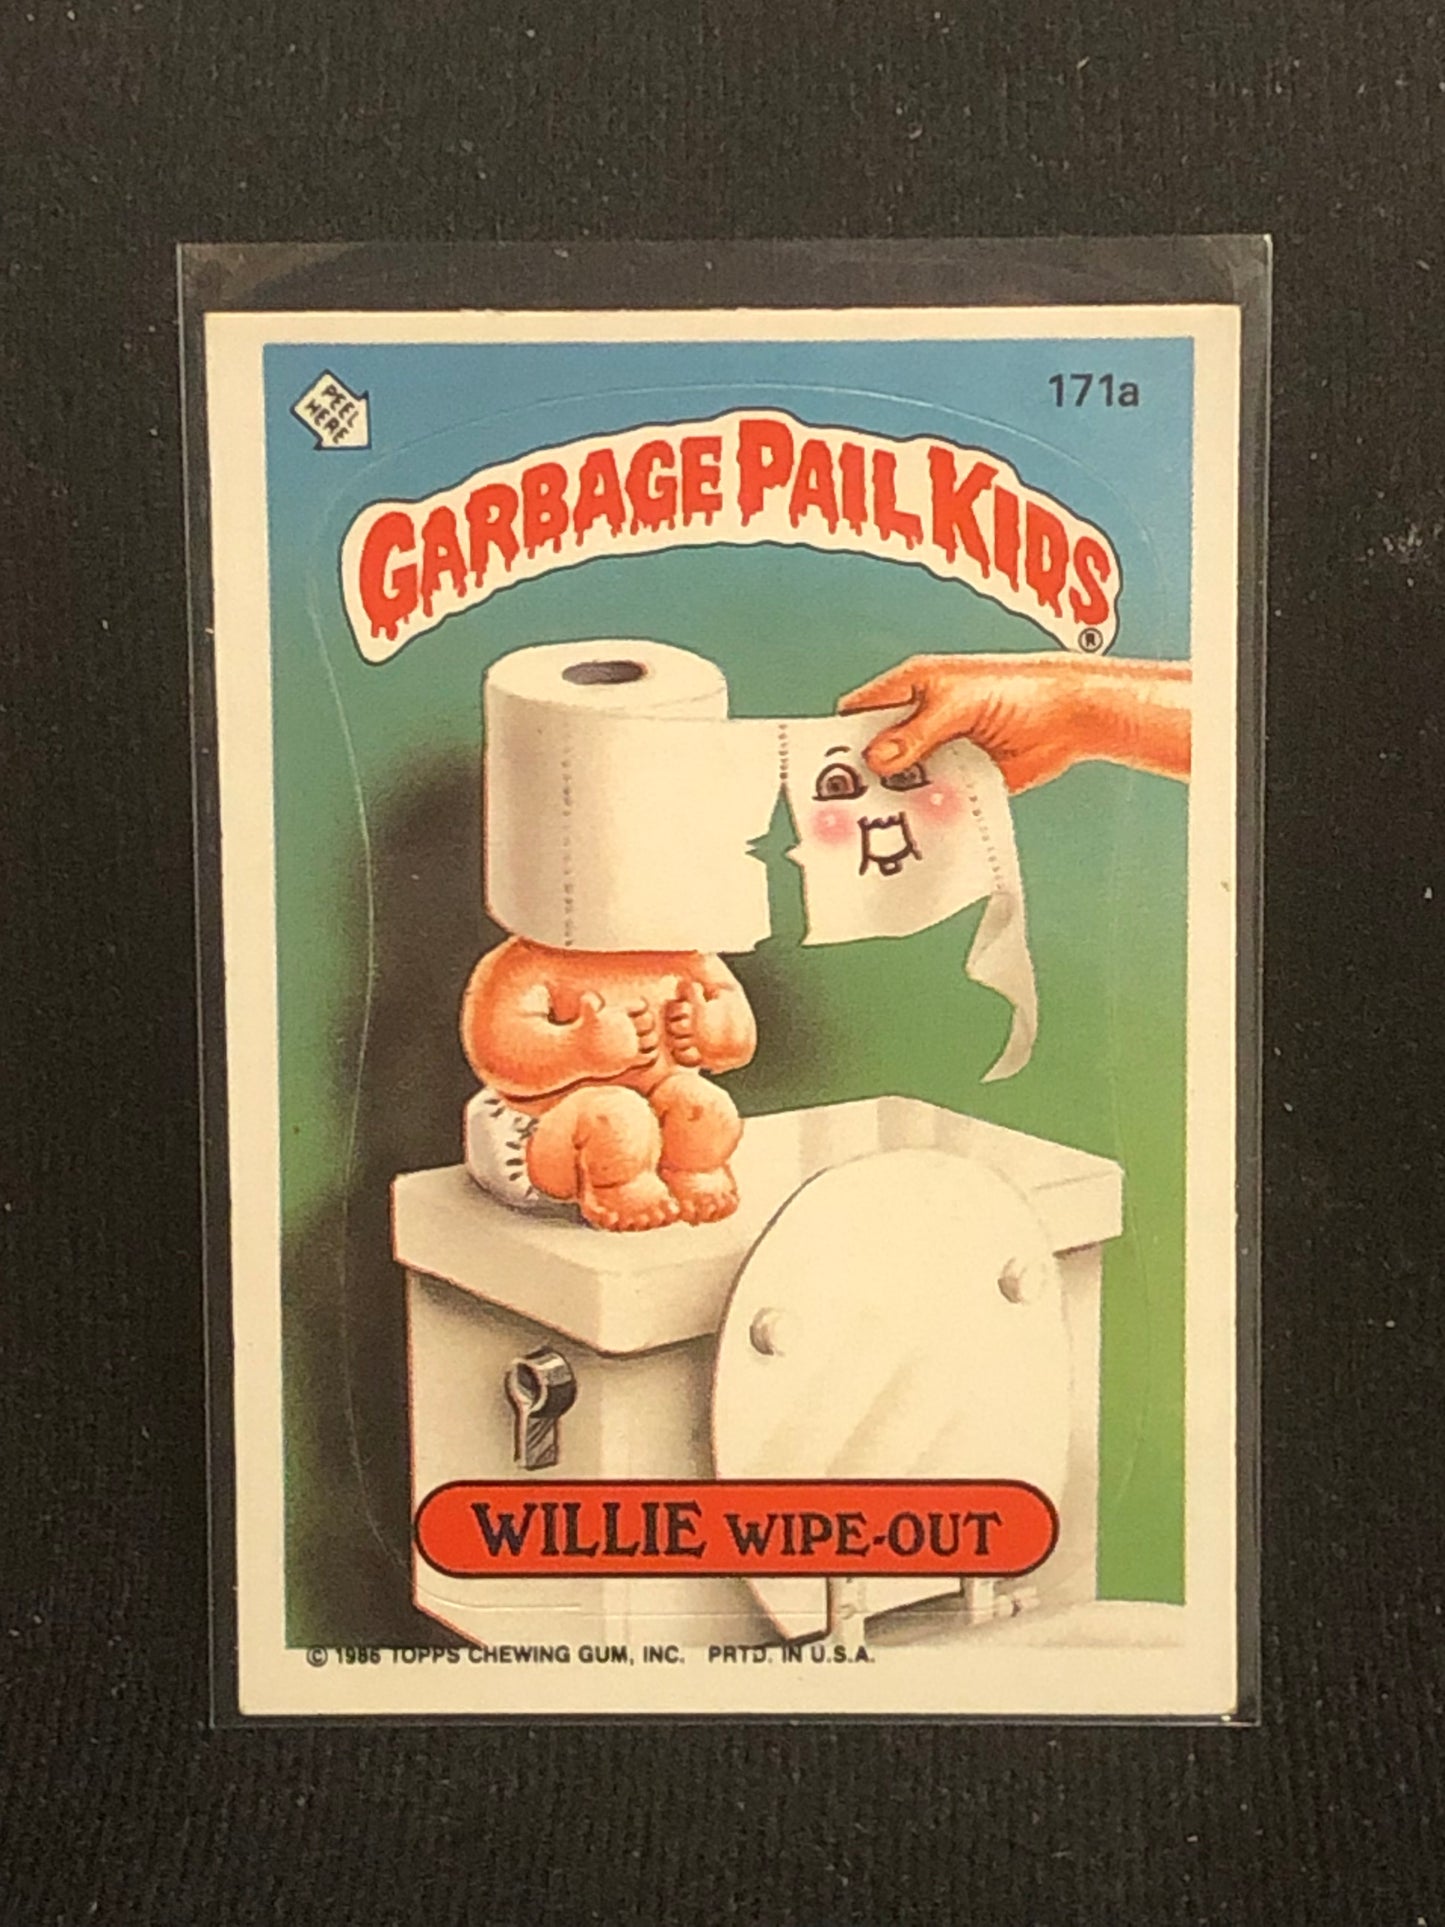 PEEL
HERE
171a
GARBAGE PAIL KIDS
®
WILLIE WIPE-OUT
© 1986 TOPPS CHEWING GUM, INC. PRTD. IN U.S.A.